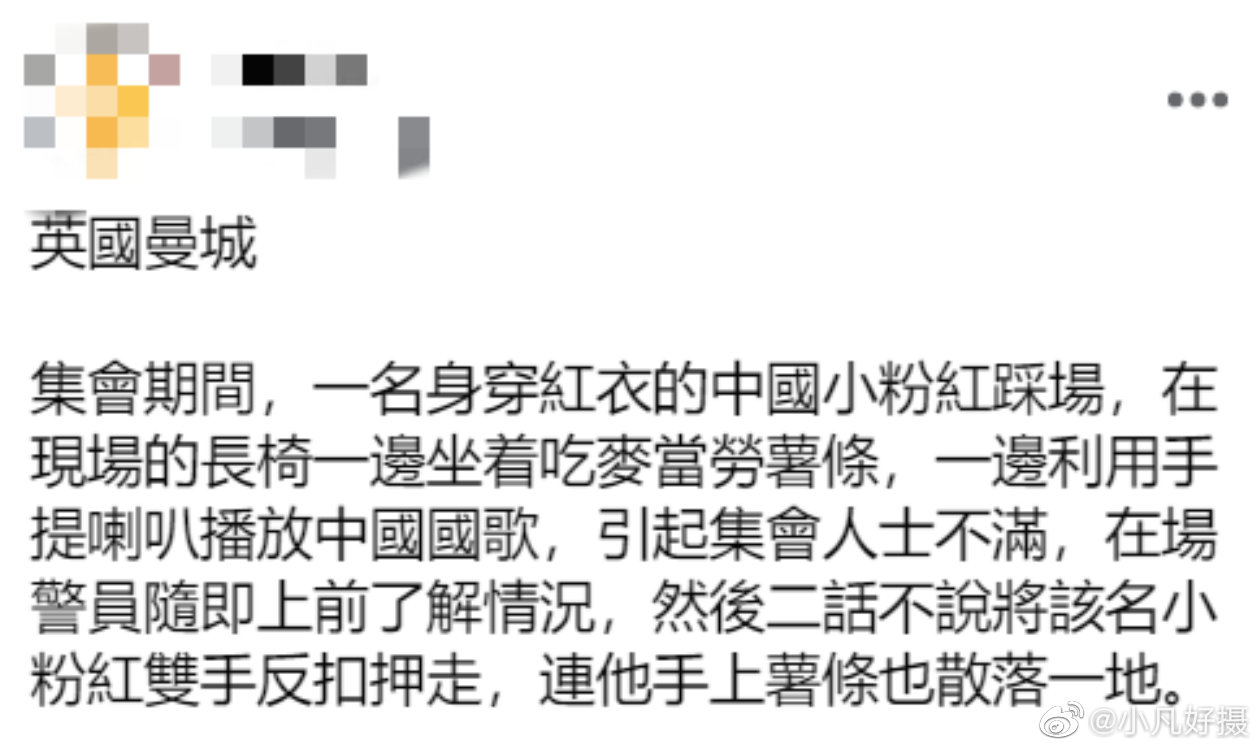 英國曼城
集會期間，一名身穿紅衣的中國小粉紅踩場，在
現場的長椅一邊坐着吃麥當勞薯條，一邊利用手
提喇叭播放中國國歌，引起集會人士不滿，在場
警員隨即上前了解情況，然後二話不說將該名小
粉紅雙手反扣押走，連他手上薯條也散落一地。
@小凡好摄